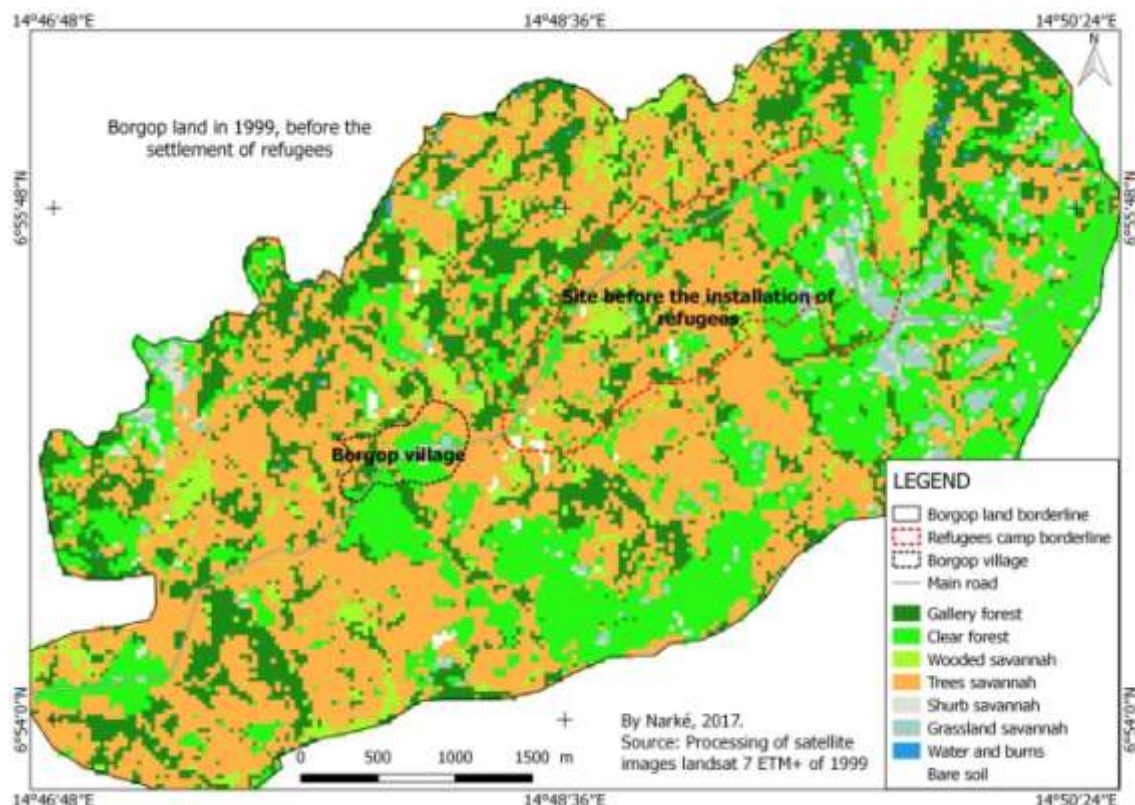 14°46'48"E 14°48'36"E 14°50'24"E
N
Borgop land in 1999, before the
settlement of refugees
6°55'48"N
6°55'48"N
Site before the installation of
refugees
Borgop village
LEGEND
Borgop land borderline
Refugees camp borderline
Borgop village
Main road
Gallery forest
Clear forest
Wooded savannah
Trees savannah
Shurb savannah
Grassland savannah
Water and burns
Bare soil
6°54'0"N
6°54'0"N
By Narké, 2017.
Source: Processing of satellite
images landsat 7 ETM+ of 1999
0 500 1000 1500 m
14°46'48"E 14°48'36"E 14°50'24"E